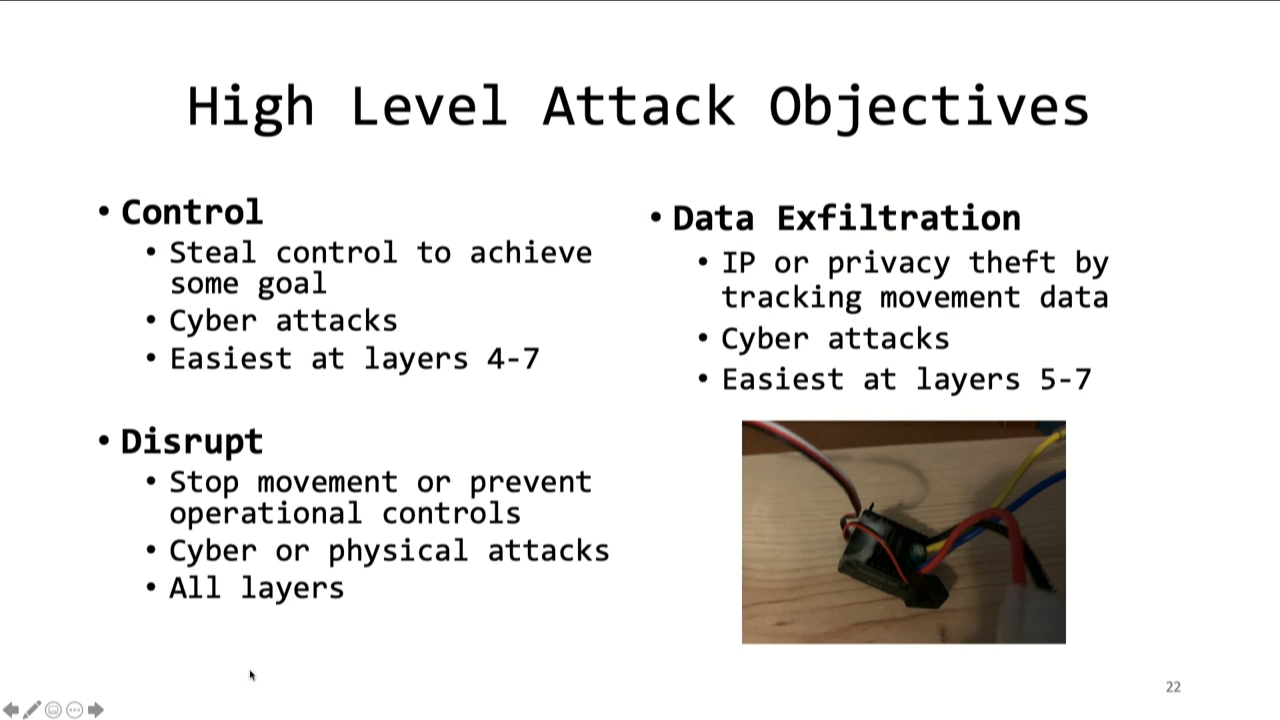 High Level Attack Objectives
• Control
• Steal control to achieve
some goal
• Cyber attacks
• Easiest at layers 4-7
• Disrupt
• Stop movement or prevent
operational controls
• Cyber or physical attacks
• All layers
• Data Exfiltration
• IP or privacy theft by
tracking movement data
• Cyber attacks
• Easiest at layers 5-7
22